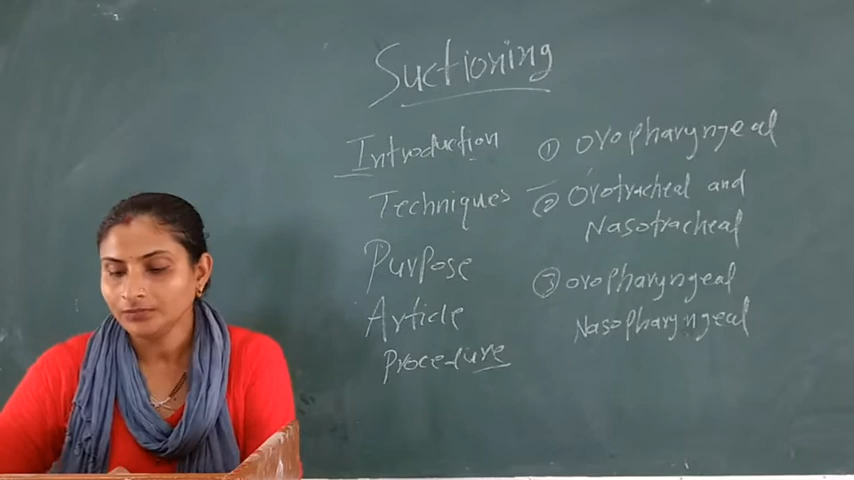 Suctioning
Introduction
Techniques
Purpose
Article
Procedure
① Oropharyngeal
② Orotracheal and
Nasotracheal
③ oropharyngeal
Nasopharyngeal